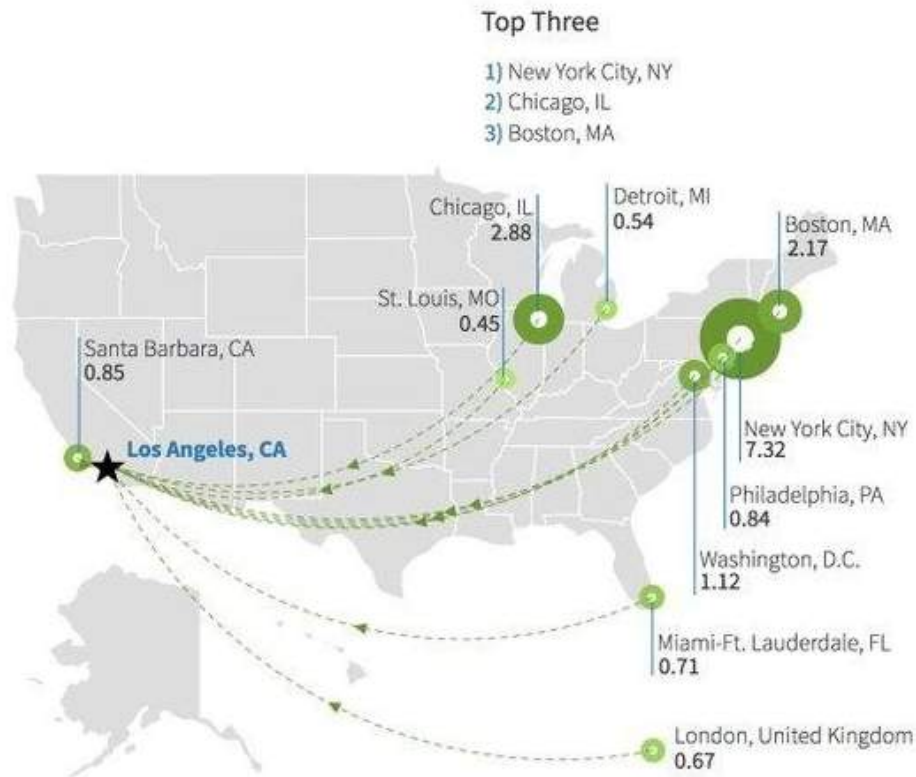 Top Three
1) New York City, NY
2) Chicago, IL
3) Boston, MA
Detroit, MI
0.54
Chicago, IL
2.88
Boston, MA
2.17
St. Louis, MO
0.45
Santa Barbara, CA
0.85
Los Angeles, CA
New York City, NY
7.32
Philadelphia, PA
0.84
Washington, D.C.
1.12
Miami-Ft. Lauderdale, FL
0.71
London, United Kingdom
0.67